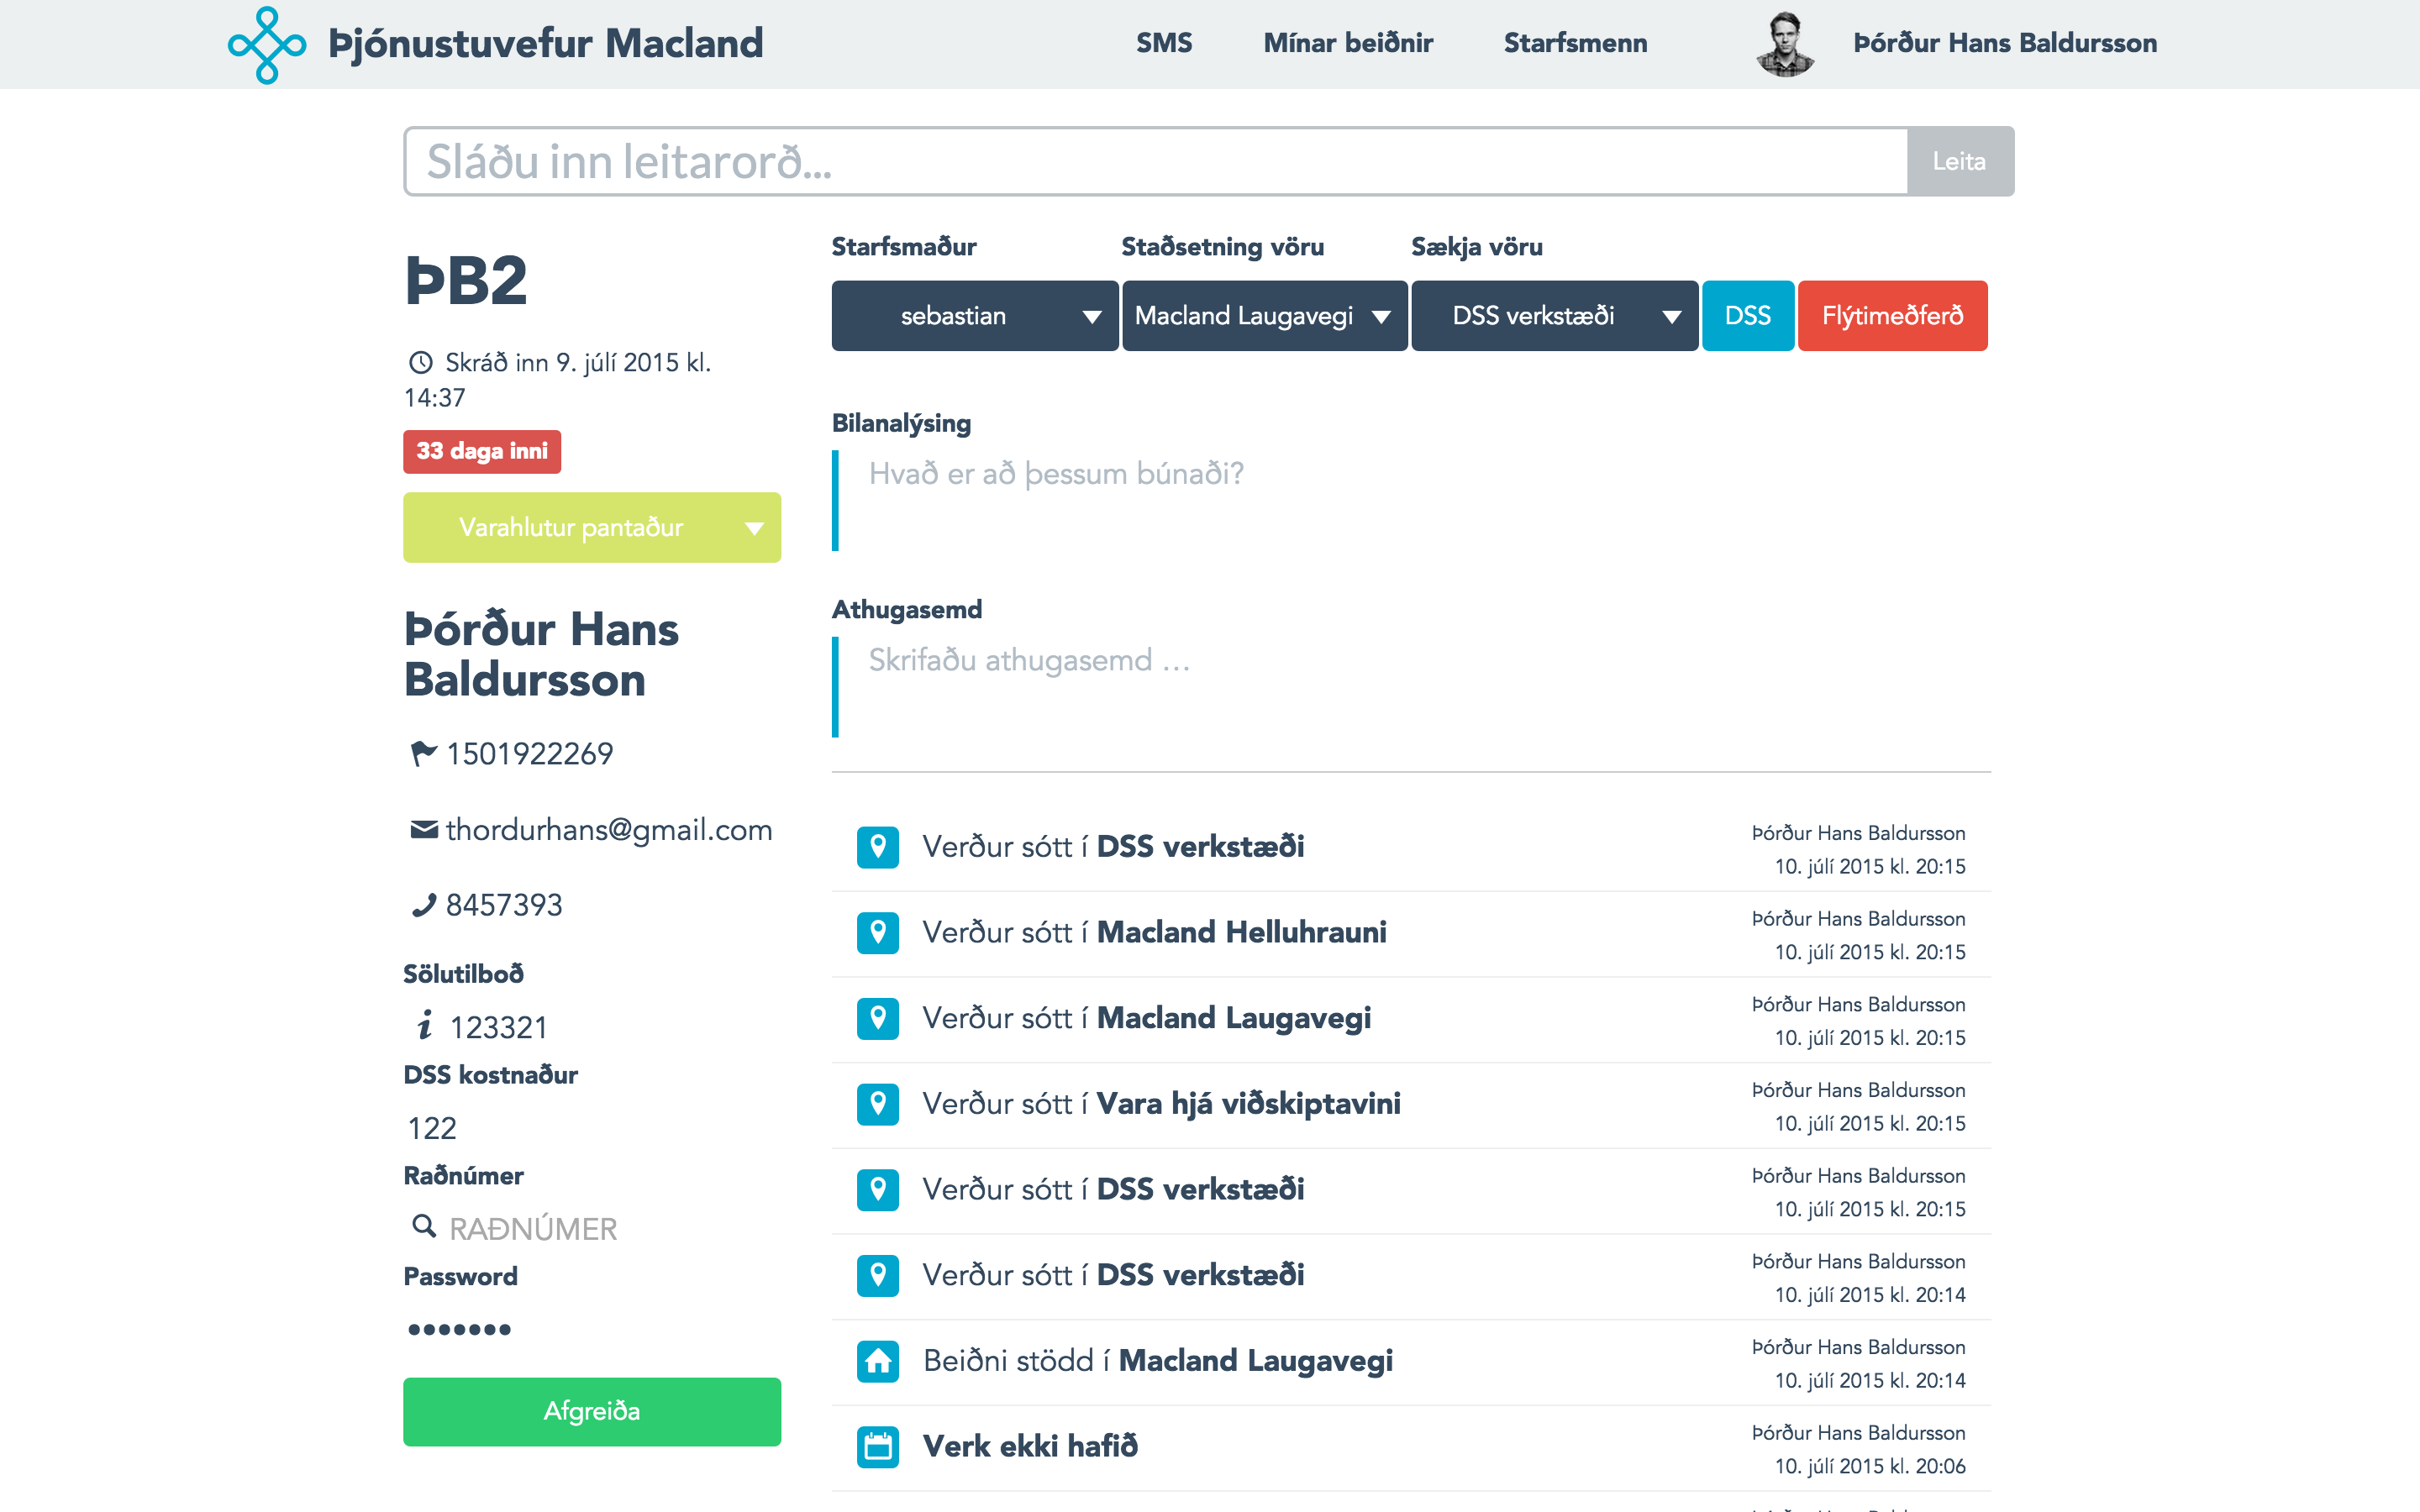 Þjónustuvefur Macland
SMS
Mínar beiðnir
Starfsmenn
Þórður Hans Baldursson
Sláðu inn leitarorð...
Leita
ÞB2
Skráð inn 9. júlí 2015 kl.
14:37
33 daga inni
Varahlutur pantaður
Þórður Hans
Baldursson
1501922269
thordurhans@gmail.com
8457393
Sölutilboð
123321
DSS kostnaður
122
Raðnúmer
RAÐNÚMER
Password
•••••••
Afgreiða
Starfsmaður
Staðsetning vöru
Sækja vöru
sebastian
Macland Laugavegi
DSS verkstæði
DSS
Flýtimeðferð
Bilanalýsing
Hvað er að þessum búnaði?
Athugasemd
Skrifaðu athugasemd ...
Verður sótt í DSS verkstæði
Þórður Hans Baldursson
10. júlí 2015 kl. 20:15
Verður sótt í Macland Helluhrauni
Þórður Hans Baldursson
10. júlí 2015 kl. 20:15
Verður sótt í Macland Laugavegi
Þórður Hans Baldursson
10. júlí 2015 kl. 20:15
Verður sótt í Vara hjá viðskiptavini
Þórður Hans Baldursson
10. júlí 2015 kl. 20:15
Verður sótt í DSS verkstæði
Þórður Hans Baldursson
10. júlí 2015 kl. 20:15
Verður sótt í DSS verkstæði
Þórður Hans Baldursson
10. júlí 2015 kl. 20:14
Beiðni stödd í Macland Laugavegi
Þórður Hans Baldursson
10. júlí 2015 kl. 20:14
Verk ekki hafið
Þórður Hans Baldursson
10. júlí 2015 kl. 20:06